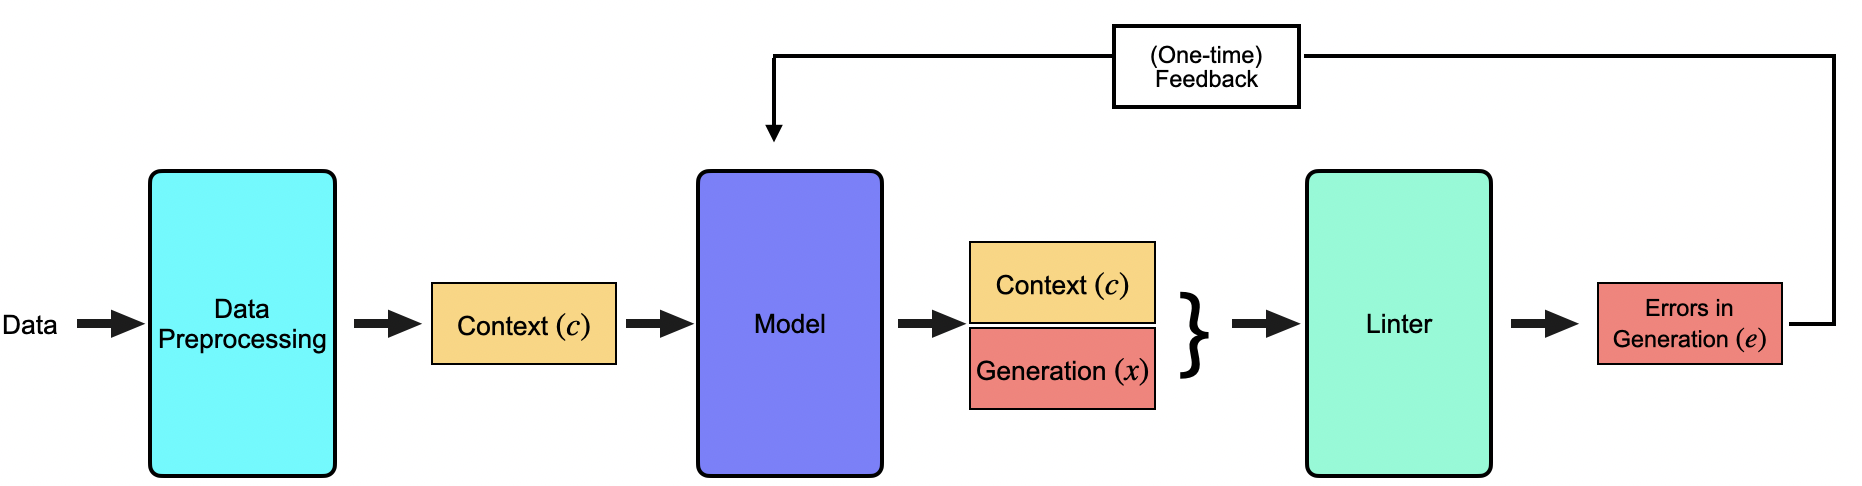 (One-time)
Feedback
Data
Data
Preprocessing
Context (c)
Model
Context (c)
Generation (x)
}
Linter
Errors in
Generation (e)